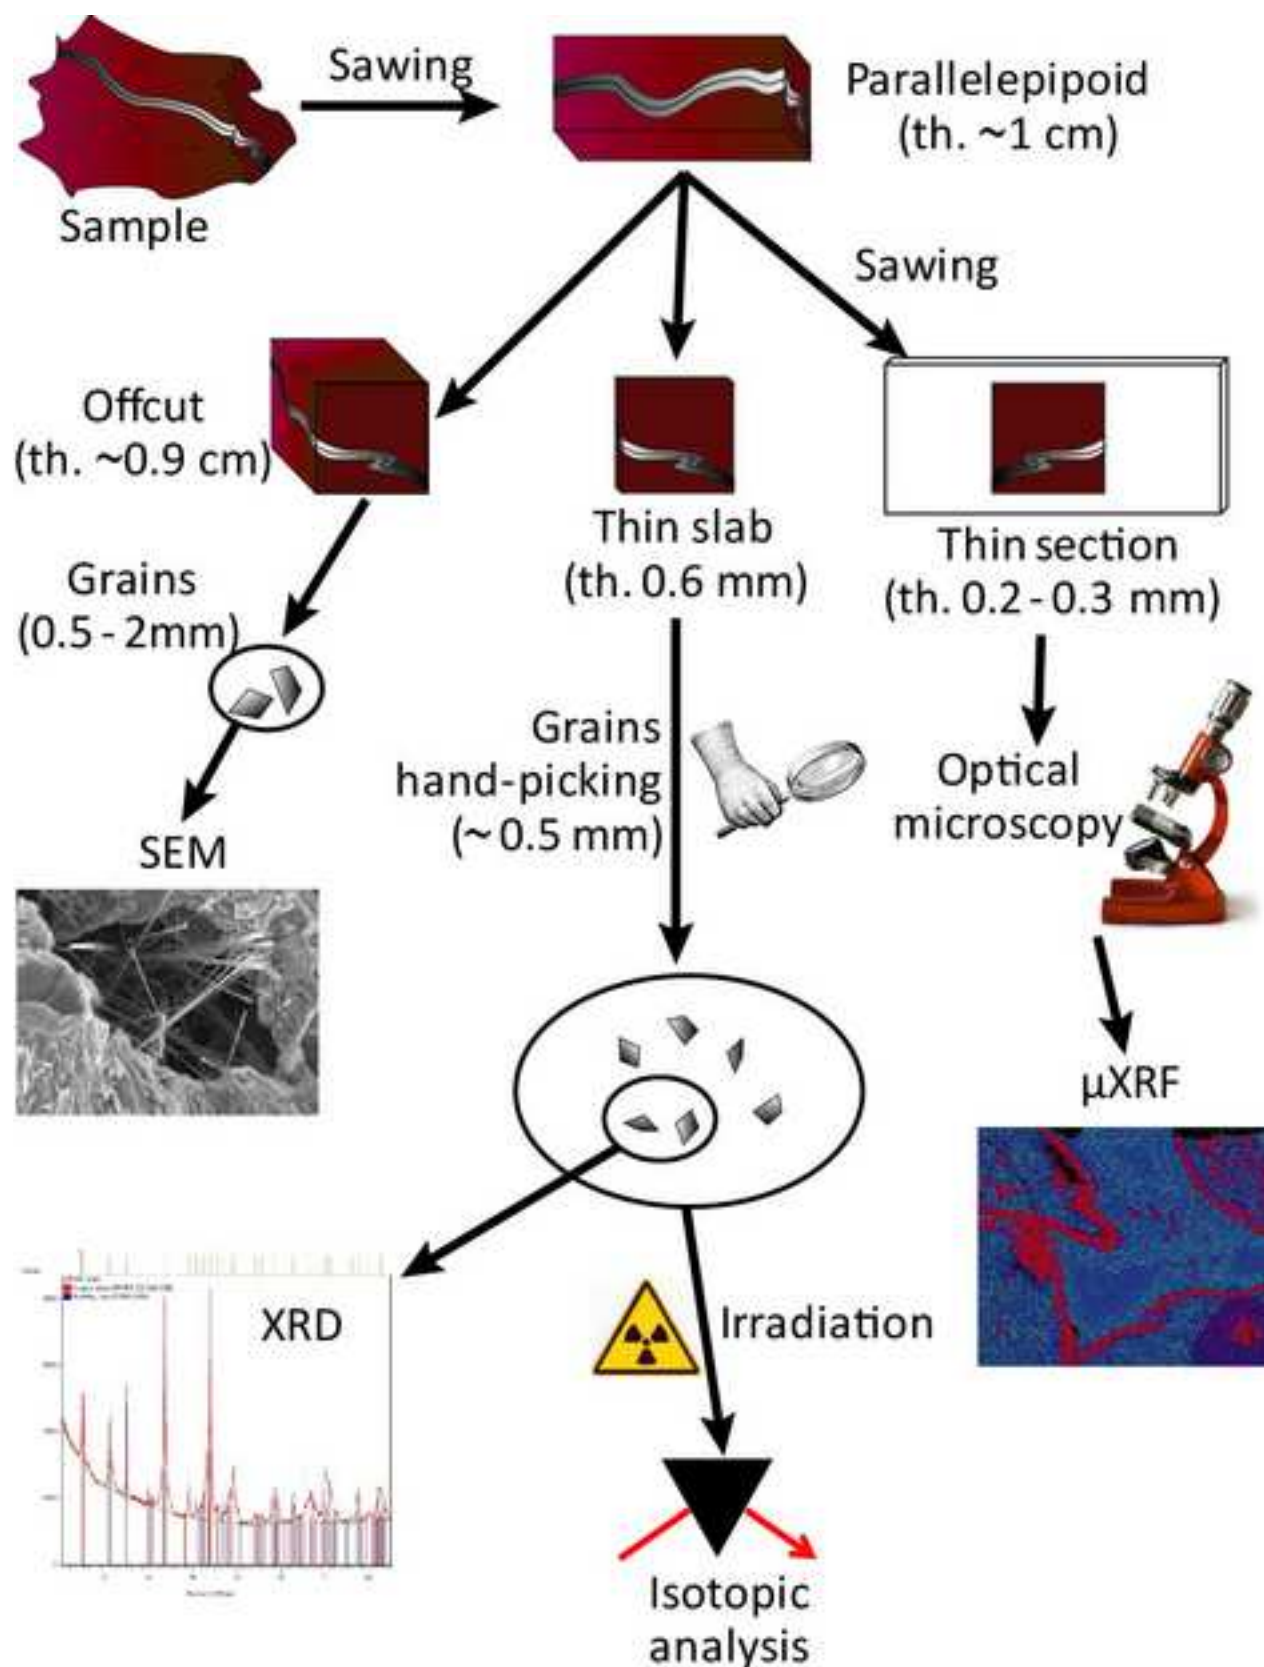 Sawing
Parallelepipoid
(th. ~1 cm)
Sample
Sawing
Offcut
(th. ~0.9 cm)
Thin slab
(th. 0.6 mm)
Thin section
(th. 0.2 - 0.3 mm)
Grains
(0.5 - 2mm)
Grains
hand-picking
(~ 0.5 mm)
Optical
microscopy
SEM
µXRF
XRD
Irradiation
Isotopic
analysis